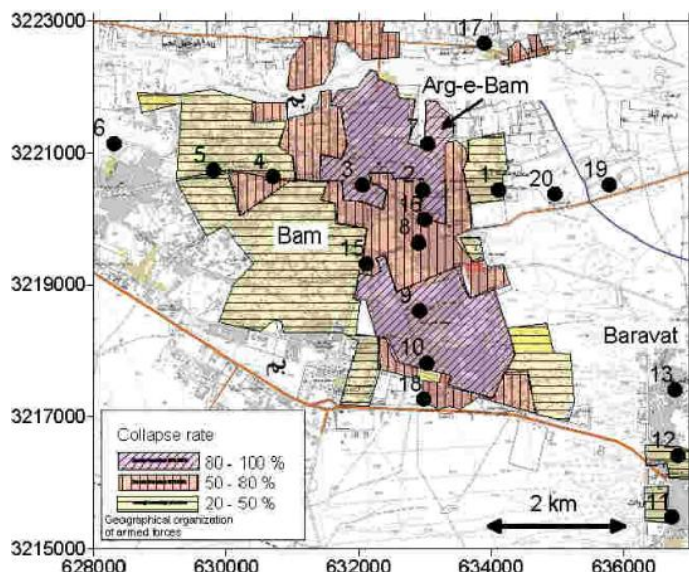 3223000
17
Arg-e-Bam
6
7
3221000
5
4
3
2
1
20
19
16
8
Bam
15
3219000
9
Baravat
10
13
18
3217000
Collapse rate
12
80 - 100 %
50 - 80 %
2 km
20 - 50 %
11
Geographical organization
of armed forces
3215000
628000 630000 632000 634000 636000